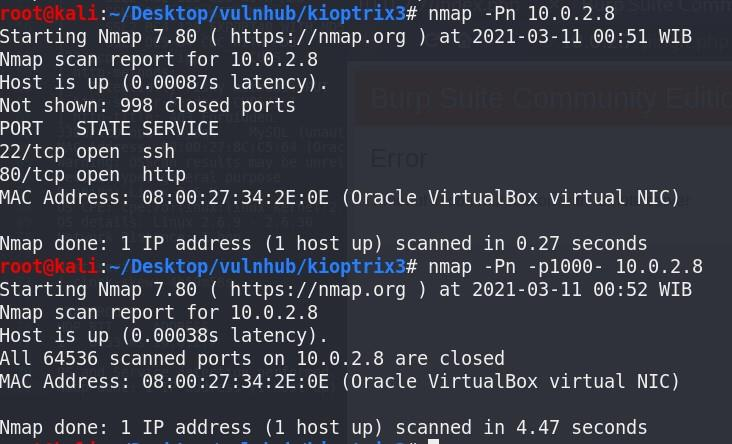 root@kali:~/Desktop/vulnhub/kioptrix3# nmap -Pn 10.0.2.8
Starting Nmap 7.80 ( https://nmap.org ) at 2021-03-11 00:51 WIB
Nmap scan report for 10.0.2.8
Host is up (0.00087s latency).
Not shown: 998 closed ports
PORT   STATE SERVICE
22/tcp open  ssh
80/tcp open  http
MAC Address: 08:00:27:34:2E:0E (Oracle VirtualBox virtual NIC)
Nmap done: 1 IP address (1 host up) scanned in 0.27 seconds
root@kali:~/Desktop/vulnhub/kioptrix3# nmap -Pn -p1000- 10.0.2.8
Starting Nmap 7.80 ( https://nmap.org ) at 2021-03-11 00:52 WIB
Nmap scan report for 10.0.2.8
Host is up (0.00038s latency).
All 64536 scanned ports on 10.0.2.8 are closed
MAC Address: 08:00:27:34:2E:0E (Oracle VirtualBox virtual NIC)
Nmap done: 1 IP address (1 host up) scanned in 4.47 seconds
Burp Suite Community Editio
Error